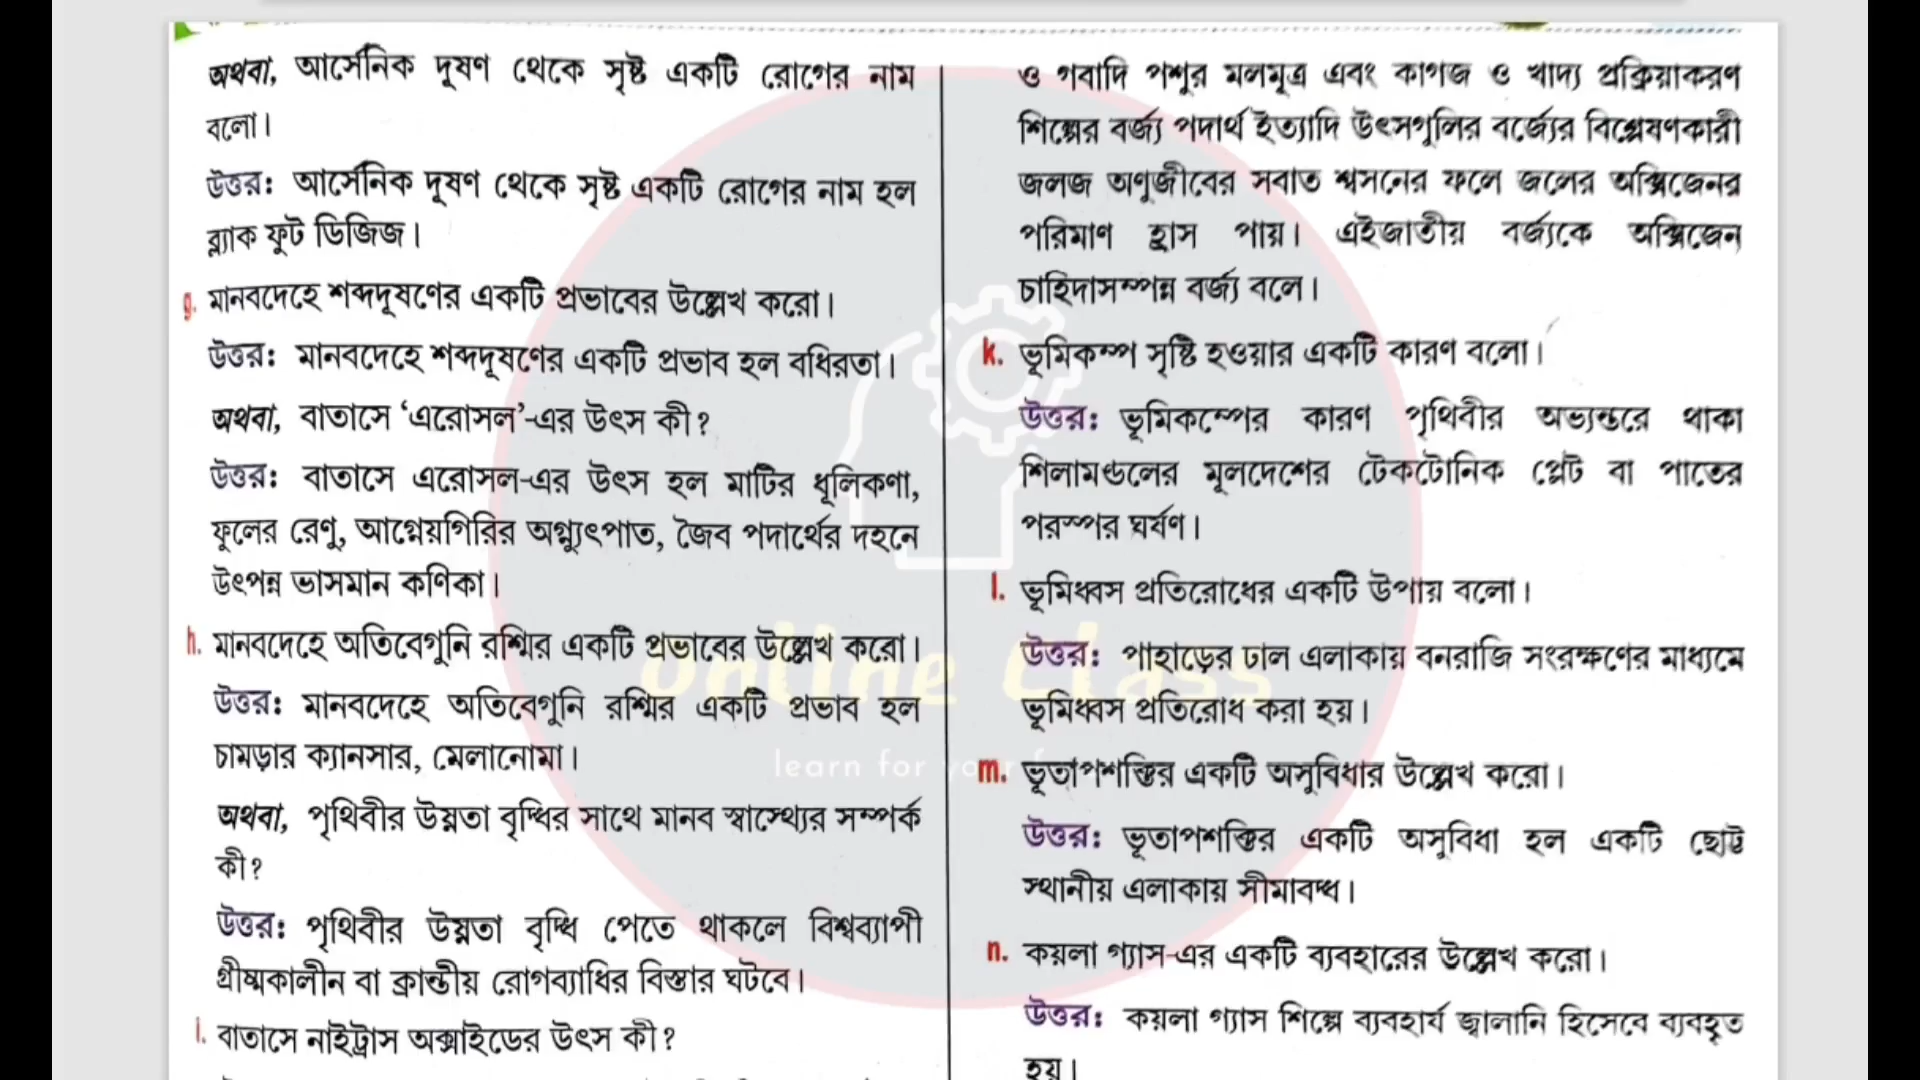 অথবা, আর্সেনিক দূষণ থেকে সৃষ্ট একটি রোগের নাম
বলো।
উত্তর: আর্সেনিক দূষণ থেকে সৃষ্ট একটি রোগের নাম হল
ব্ল্যাক ফুট ডিজিজ।
g. মানবদেহে শব্দদূষণের একটি প্রভাবের উল্লেখ করো।
উত্তর: মানবদেহে শব্দদূষণের একটি প্রভাব হল বধিরতা।
অথবা, বাতাসে ‘এরোসল’-এর উৎস কী?
উত্তর: বাতাসে এরোসল-এর উৎস হল মাটির ধূলিকণা,
ফুলের রেণু, আগ্নেয়গিরির অগ্ন্যুৎপাত, জৈব পদার্থের দহনে
উৎপন্ন ভাসমান কণিকা।
h. মানবদেহে অতিবেগুনি রশ্মির একটি প্রভাবের উল্লেখ করো।
উত্তর: মানবদেহে অতিবেগুনি রশ্মির একটি প্রভাব হল
চামড়ার ক্যানসার, মেলানোমা।
অথবা, পৃথিবীর উষ্ণতা বৃদ্ধির সাথে মানব স্বাস্থ্যের সম্পর্ক
কী?
উত্তর: পৃথিবীর উষ্ণতা বৃদ্ধি পেতে থাকলে বিশ্বব্যাপী
গ্রীষ্মকালীন বা ক্রান্তীয় রোগব্যাধির বিস্তার ঘটবে।
i. বাতাসে নাইট্রাস অক্সাইডের উৎস কী?
ও গবাদি পশুর মলমূত্র এবং কাগজ ও খাদ্য প্রক্রিয়াকরণ
শিল্পের বর্জ্য পদার্থ ইত্যাদি উৎসগুলির বর্জ্যের বিশ্লেষণকারী
জলজ অণুজীবের সবাত শ্বসনের ফলে জলের অক্সিজেনর
পরিমাণ হ্রাস পায়। এইজাতীয় বর্জ্যকে অক্সিজেন
চাহিদাসম্পন্ন বর্জ্য বলে।
k. ভূমিকম্প সৃষ্টি হওয়ার একটি কারণ বলো।
উত্তর: ভূমিকম্পের কারণ পৃথিবীর অভ্যন্তরে থাকা
শিলামণ্ডলের মূলদেশের টেকটোনিক প্লেট বা পাতের
পরস্পর ঘর্ষণ।
l. ভূমিধ্বস প্রতিরোধের একটি উপায় বলো।
উত্তর: পাহাড়ের ঢাল এলাকায় বনরাজি সংরক্ষণের মাধ্যমে
ভূমিধ্বস প্রতিরোধ করা হয়।
m. ভূতাপশক্তির একটি অসুবিধার উল্লেখ করো।
উত্তর: ভূতাপশক্তির একটি অসুবিধা হল একটি ছোট্ট
স্থানীয় এলাকায় সীমাবদ্ধ।
n. কয়লা গ্যাস-এর একটি ব্যবহারের উল্লেখ করো।
উত্তর: কয়লা গ্যাস শিল্পে ব্যবহার্য জ্বালানি হিসেবে ব্যবহৃত
হয়।
Online Class
learn for